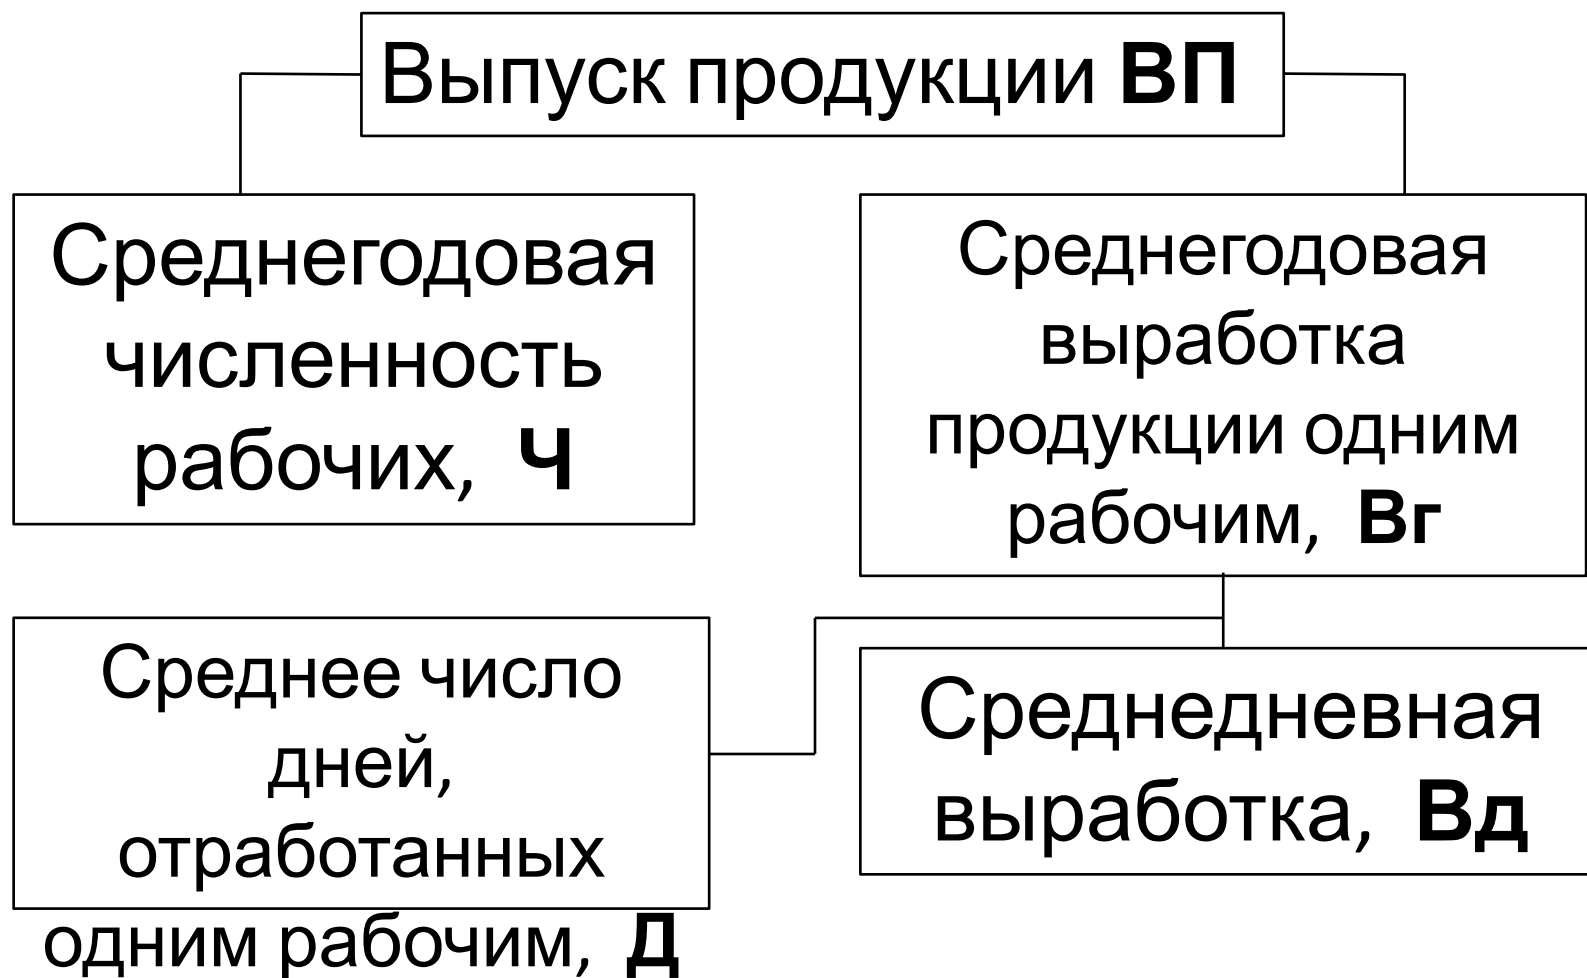 Выпуск продукции ВП
Среднегодовая
численность
рабочих, Ч
Среднегодовая
выработка
продукции одним
рабочим, Вг
Среднее число
дней,
отработанных
одним рабочим, Д
Среднедневная
выработка, Вд